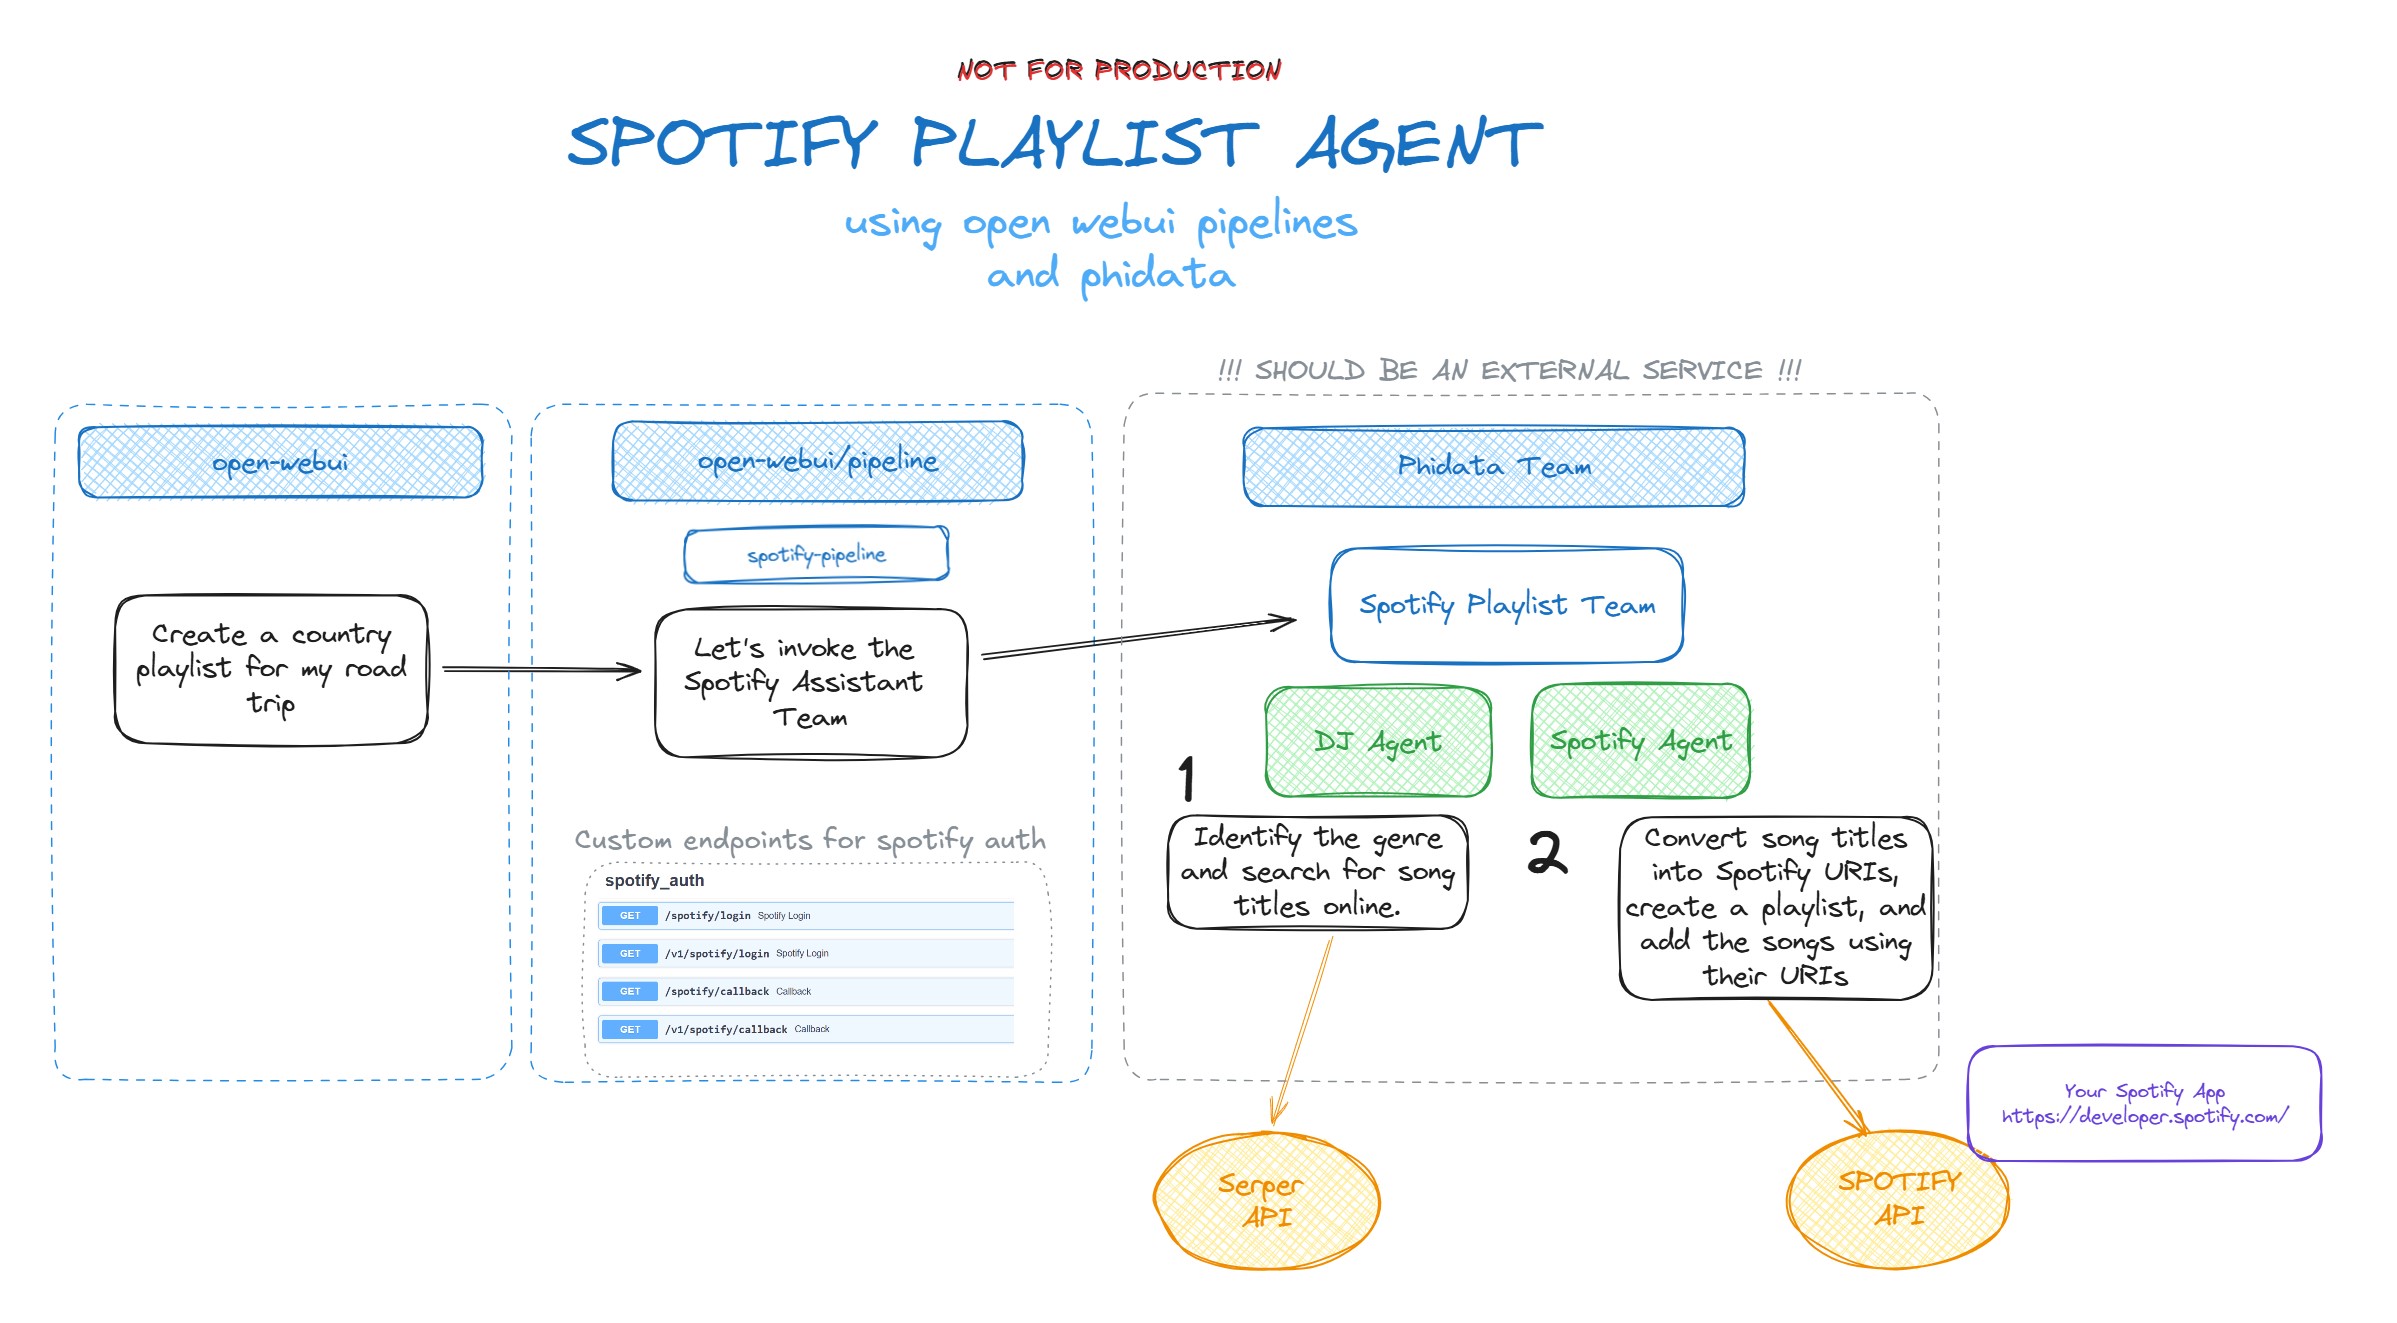 NOT FOR PRODUCTION
SPOTIFY PLAYLIST AGENT
using open webui pipelines
and phidata
!!! SHOULD BE AN EXTERNAL SERVICE !!!
open-webui
Create a country
playlist for my road
trip
open-webui/pipeline
spotify-pipeline
Let's invoke the
Spotify Assistant
Team
Custom endpoints for spotify auth
spotify_auth
GET /spotify/login Spotify Login
GET /v1/spotify/login Spotify Login
GET /spotify/callback Callback
GET /v1/spotify/callback Callback
Phidata Team
Spotify Playlist Team
DJ Agent
Spotify Agent
1
Identify the genre
and search for song
titles online.
2
Convert song titles
into Spotify URIs,
create a playlist, and
add the songs using
their URIs
Serper
API
SPOTIFY
API
Your Spotify App
https://developer.spotify.com/